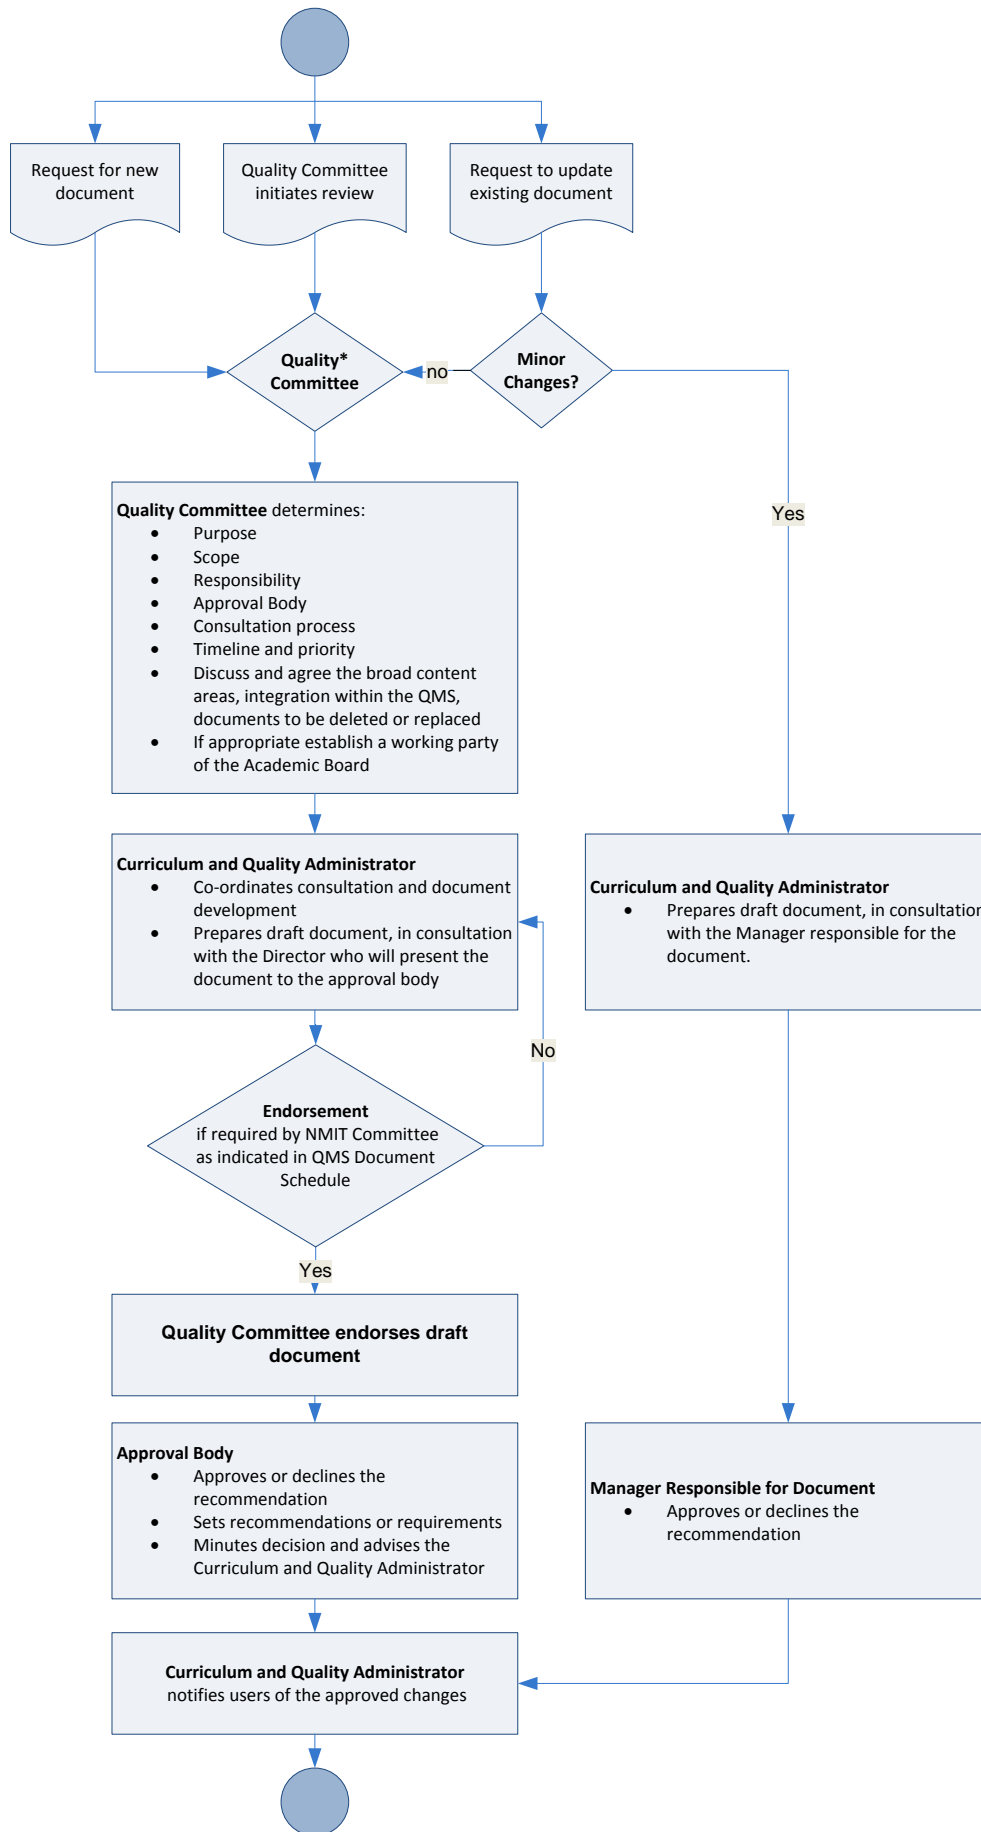 Request for new
document
Quality Committee
initiates review
Request to update
existing document
Quality*
Committee
no
Minor
Changes?
Yes
Quality Committee determines:
• Purpose
• Scope
• Responsibility
• Approval Body
• Consultation process
• Timeline and priority
• Discuss and agree the broad content
areas, integration within the QMS,
documents to be deleted or replaced
• If appropriate establish a working party
of the Academic Board
Curriculum and Quality Administrator
• Co-ordinates consultation and document
development
• Prepares draft document, in consultation
with the Director who will present the
document to the approval body
Curriculum and Quality Administrator
• Prepares draft document, in consultation
with the Manager responsible for the
document.
No
Endorsement
if required by NMIT Committee
as indicated in QMS Document
Schedule
Yes
Quality Committee endorses draft
document
Approval Body
• Approves or declines the
recommendation
• Sets recommendations or requirements
• Minutes decision and advises the
Curriculum and Quality Administrator
Manager Responsible for Document
• Approves or declines the
recommendation
Curriculum and Quality Administrator
notifies users of the approved changes